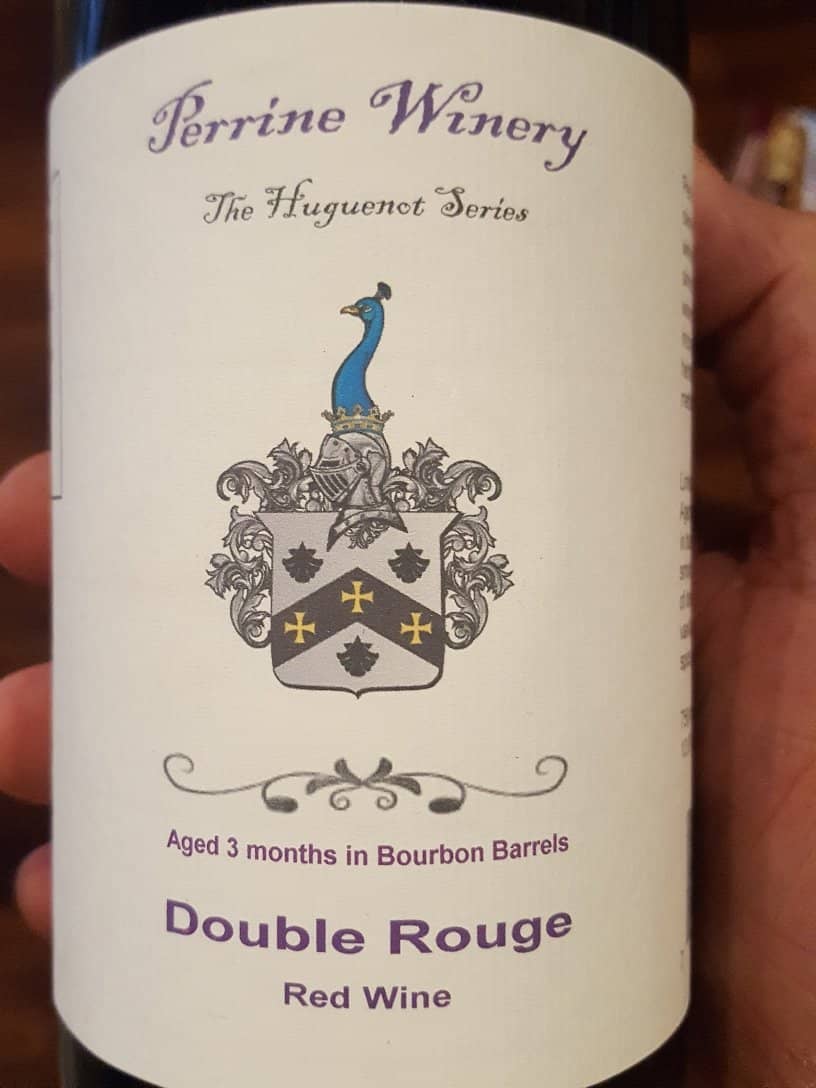 Perrine Winery
The Huguenot Series
Aged 3 months in Bourbon Barrels
Double Rouge
Red Wine